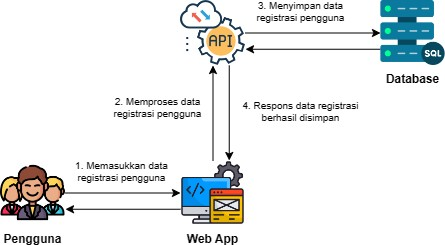 3. Menyimpan data
registrasi pengguna
API
SQL
Database
2. Memproses data
registrasi pengguna
4. Respons data registrasi
berhasil disimpan
1. Memasukkan data
registrasi pengguna
</>
Pengguna
Web App